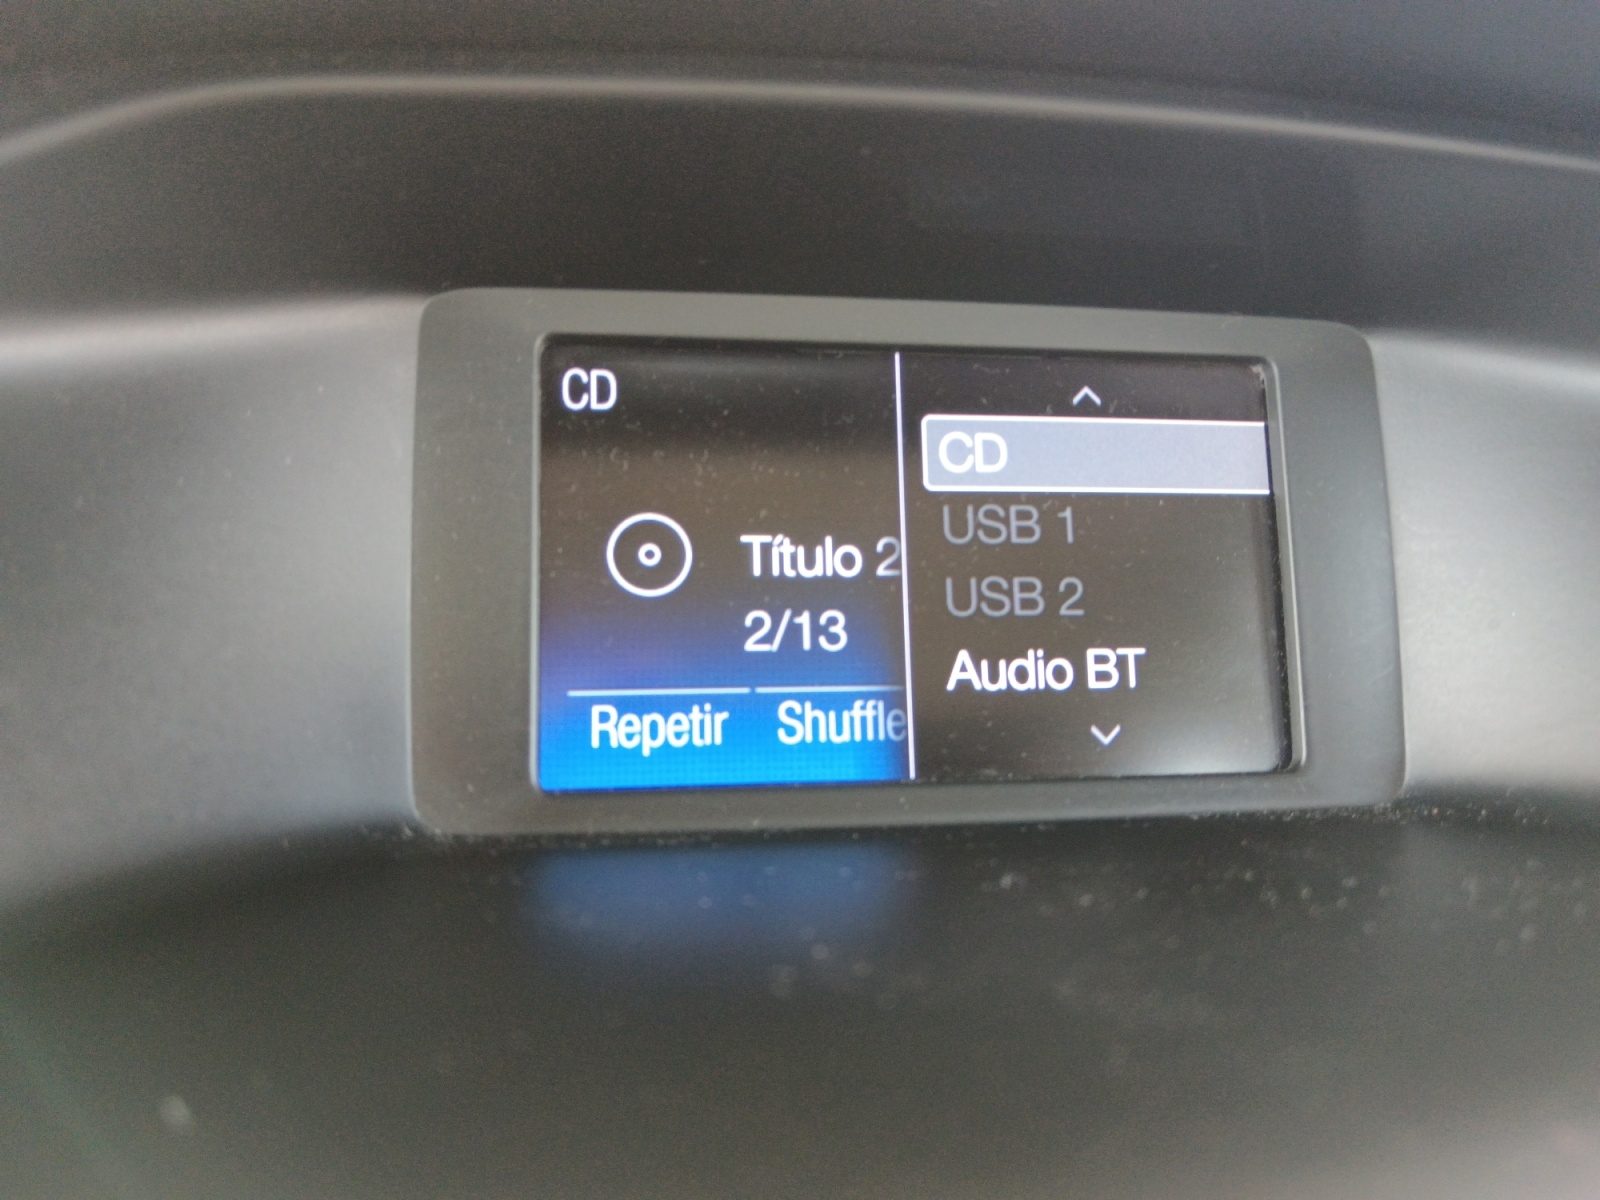 CD
Título 2
2/13
Repetir
Shuffle
CD
USB 1
USB 2
Audio BT